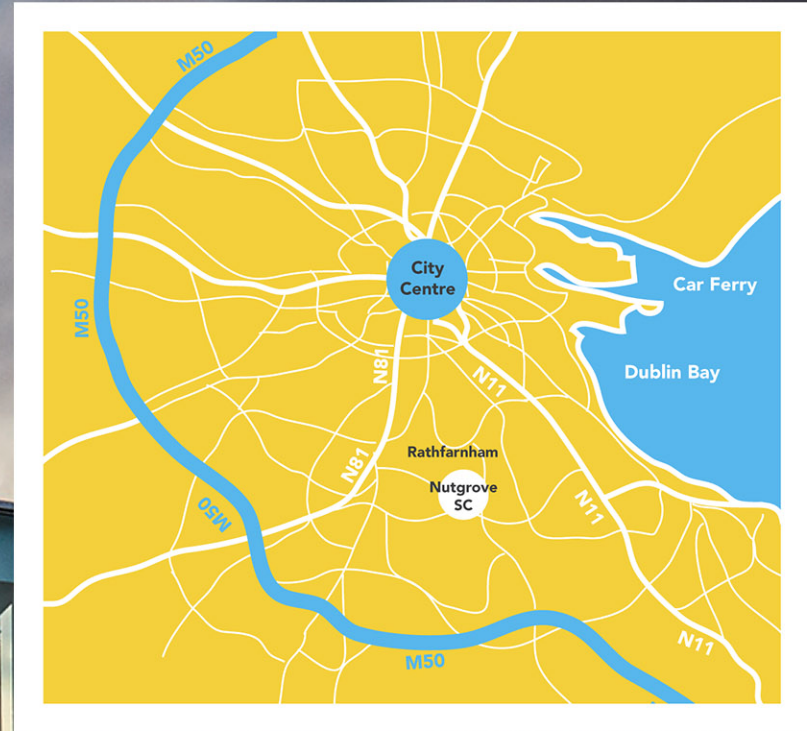 M50
City
Centre
Car Ferry
M50
N81
N11
Dublin Bay
Rathfarnham
N81
Nutgrove
SC
M50
N11
N11
M50